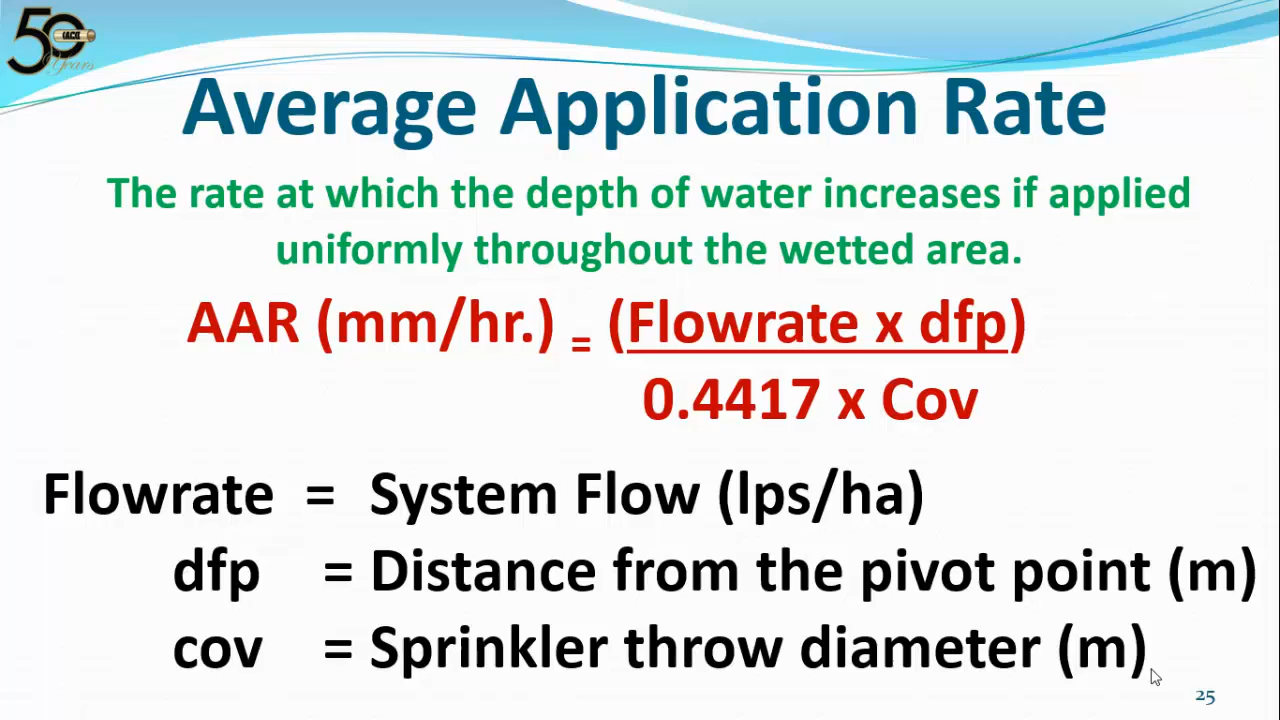 50
Years
Average Application Rate
The rate at which the depth of water increases if applied
uniformly throughout the wetted area.
AAR (mm/hr.) = (Flowrate x dfp)
0.4417 x Cov
Flowrate = System Flow (lps/ha)
dfp = Distance from the pivot point (m)
cov = Sprinkler throw diameter (m)
25